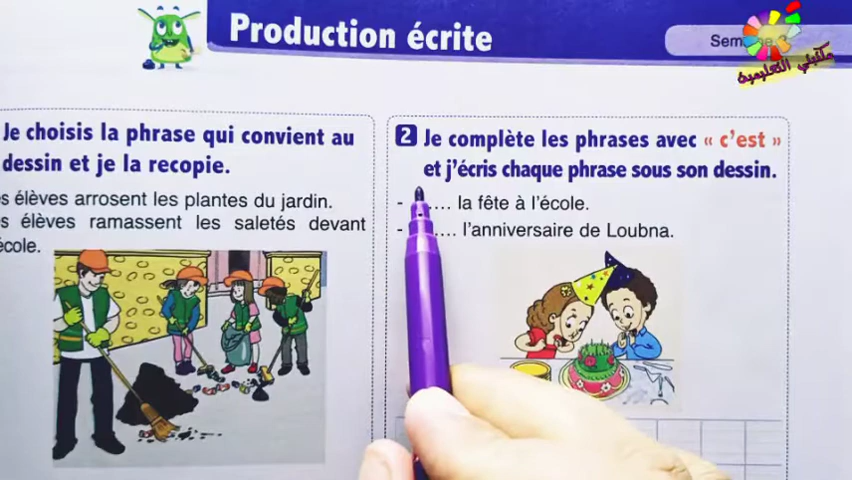 Production écrite
مكتبتي التعليمية
Je choisis la phrase qui convient au
dessin et je la recopie.
élèves arrosent les plantes du jardin.
élèves ramassent les saletés devant
école.
2 Je complète les phrases avec « c'est »
et j'écris chaque phrase sous son dessin.
- .... la fête à l'école.
- .... l'anniversaire de Loubna.